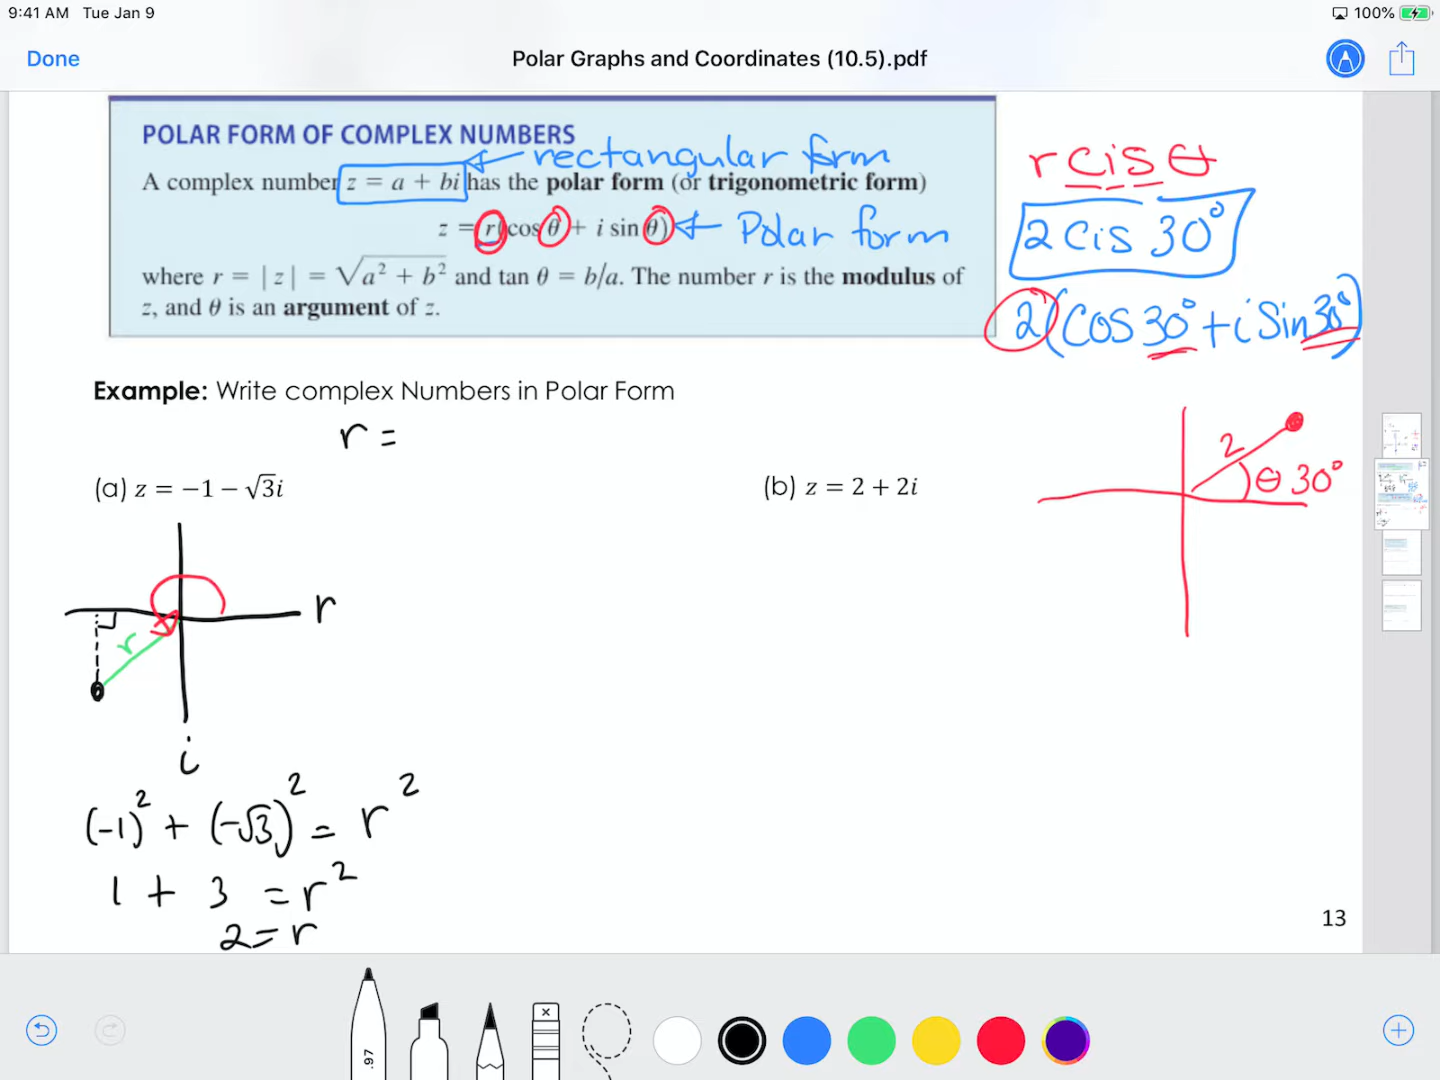 9:41 AM Tue Jan 9
100%
Done
Polar Graphs and Coordinates (10.5).pdf
POLAR FORM OF COMPLEX NUMBERS
rectangular form
A complex number z = a + bi has the polar form (or trigonometric form)
z = r(cos θ + i sin θ)
Polar form
where r = |z| = √(a² + b²) and tan θ = b/a. The number r is the modulus of
z, and θ is an argument of z.
r cis θ
2 Cis 30°
2(Cos 30° + i Sin 30°)
Example: Write complex Numbers in Polar Form
r =
(a) z = −1 − √3i
(b) z = 2 + 2i
2
θ 30°
r
r
i
(-1)² + (-√3)² = r²
1 + 3 = r²
2 = r
13
.97